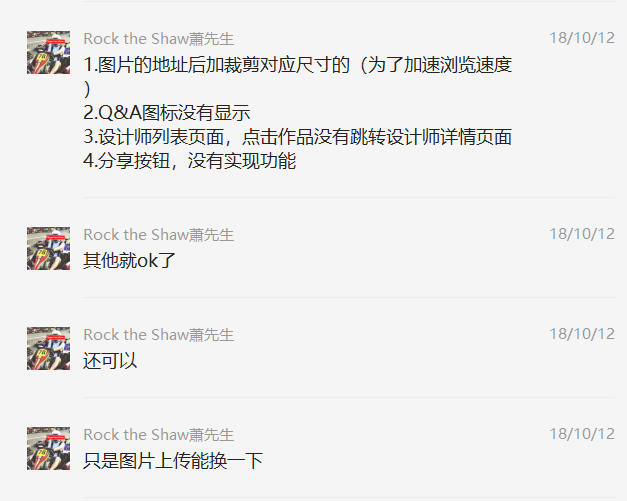 Rock the Shaw蕭先生
18/10/12
1.图片的地址后加裁剪对应尺寸的（为了加速浏览速度
）
2.Q&A图标没有显示
3.设计师列表页面，点击作品没有跳转设计师详情页面
4.分享按钮，没有实现功能
Rock the Shaw蕭先生
18/10/12
其他就ok了
Rock the Shaw蕭先生
18/10/12
还可以
Rock the Shaw蕭先生
18/10/12
只是图片上传能换一下